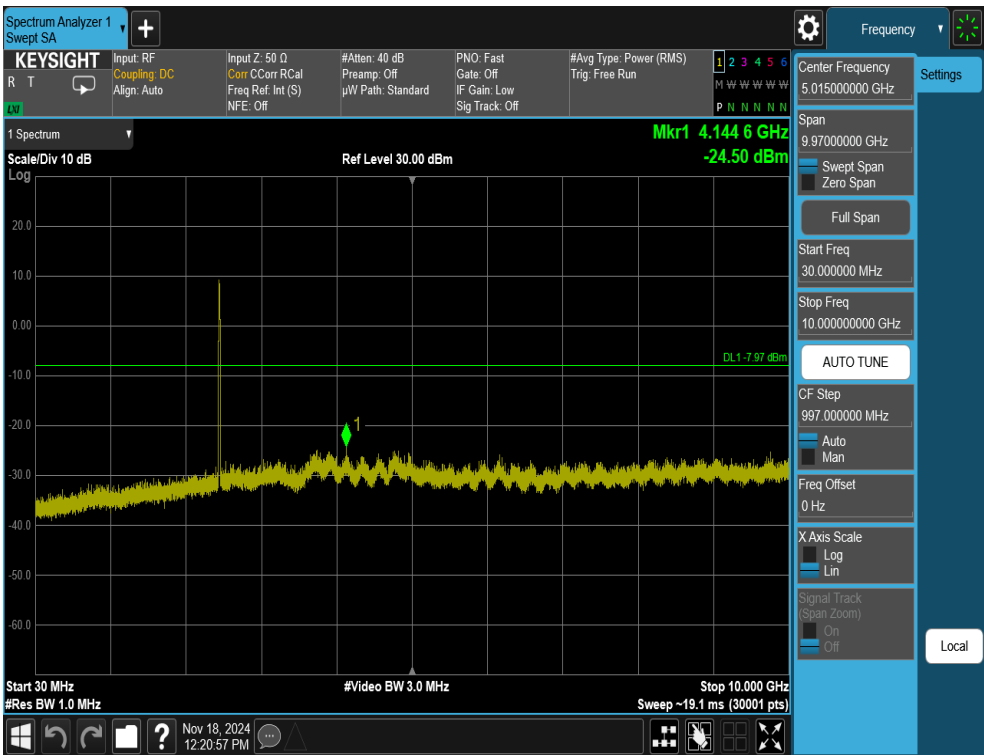 Spectrum Analyzer 1
Swept SA
Frequency
KEYSIGHT
R T
LXI
Input: RF
Coupling: DC
Align: Auto
Input Z: 50 Ω
Corr CCorr RCal
Freq Ref: Int (S)
NFE: Off
#Atten: 40 dB
Preamp: Off
µW Path: Standard
PNO: Fast
Gate: Off
IF Gain: Low
Sig Track: Off
#Avg Type: Power (RMS)
Trig: Free Run
1 2 3 4 5 6
M W W W W W
P N N N N N
1 Spectrum
Mkr1 4.144 6 GHz
-24.50 dBm
Scale/Div 10 dB
Ref Level 30.00 dBm
Log
20.0
10.0
0.00
DL1 -7.97 dBm
-10.0
-20.0
1
-30.0
-40.0
-50.0
-60.0
Start 30 MHz
#Video BW 3.0 MHz
Stop 10.000 GHz
#Res BW 1.0 MHz
Sweep ~19.1 ms (30001 pts)
Nov 18, 2024
12:20:57 PM
Center Frequency
5.015000000 GHz
Settings
Span
9.97000000 GHz
Swept Span
Zero Span
Full Span
Start Freq
30.000000 MHz
Stop Freq
10.000000000 GHz
AUTO TUNE
CF Step
997.000000 MHz
Auto
Man
Freq Offset
0 Hz
X Axis Scale
Log
Lin
Signal Track
(Span Zoom)
On
Off
Local